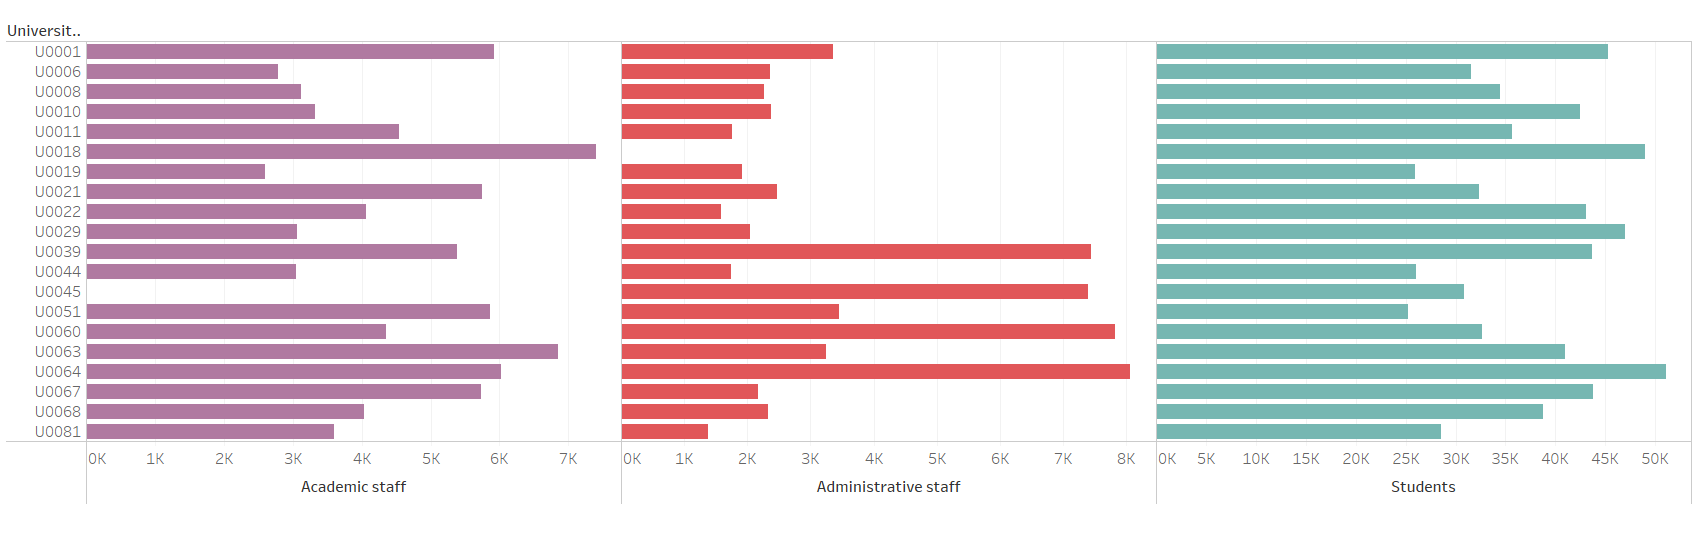 Universit..
U0001
U0006
U0008
U0010
U0011
U0018
U0019
U0021
U0022
U0029
U0039
U0044
U0045
U0051
U0060
U0063
U0064
U0067
U0068
U0081
0K 1K 2K 3K 4K 5K 6K 7K 0K 1K 2K 3K 4K 5K 6K 7K 8K 0K 5K 10K 15K 20K 25K 30K 35K 40K 45K 50K
Academic staff Administrative staff Students